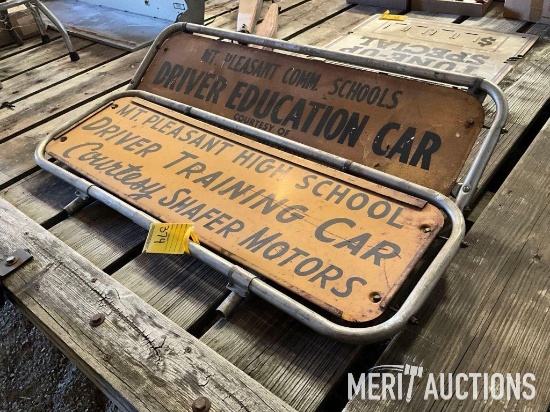 MT. PLEASANT COMM. SCHOOLS
DRIVER EDUCATION CAR
COURTESY OF
MT. PLEASANT HIGH SCHOOL
DRIVER TRAINING CAR
Courtesy SHAFER MOTORS
374
SPECIAL
MERIT AUCTIONS